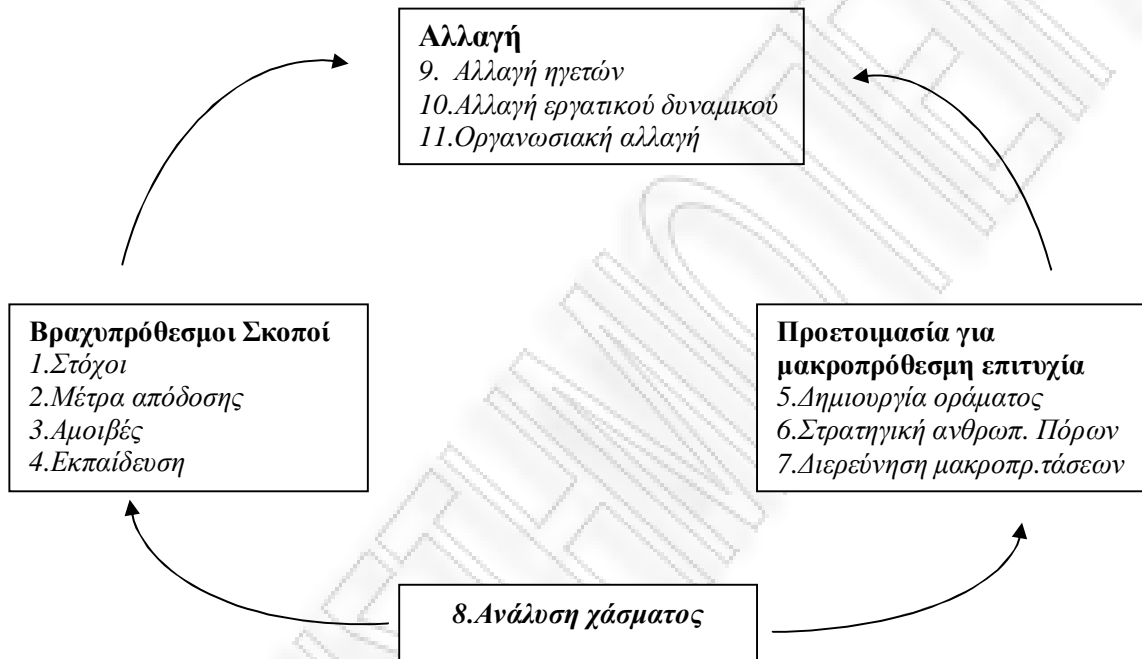 Αλλαγή
9. Αλλαγή ηγετών
10.Αλλαγή εργατικού δυναμικού
11.Οργανωσιακή αλλαγή
Βραχυπρόθεσμοι Σκοποί
1.Στόχοι
2.Μέτρα απόδοσης
3.Αμοιβές
4.Εκπαίδευση
Προετοιμασία για
μακροπρόθεσμη επιτυχία
5.Δημιουργία οράματος
6.Στρατηγική ανθρωπ. Πόρων
7.Διερεύνηση μακροπρ.τάσεων
8.Ανάλυση χάσματος